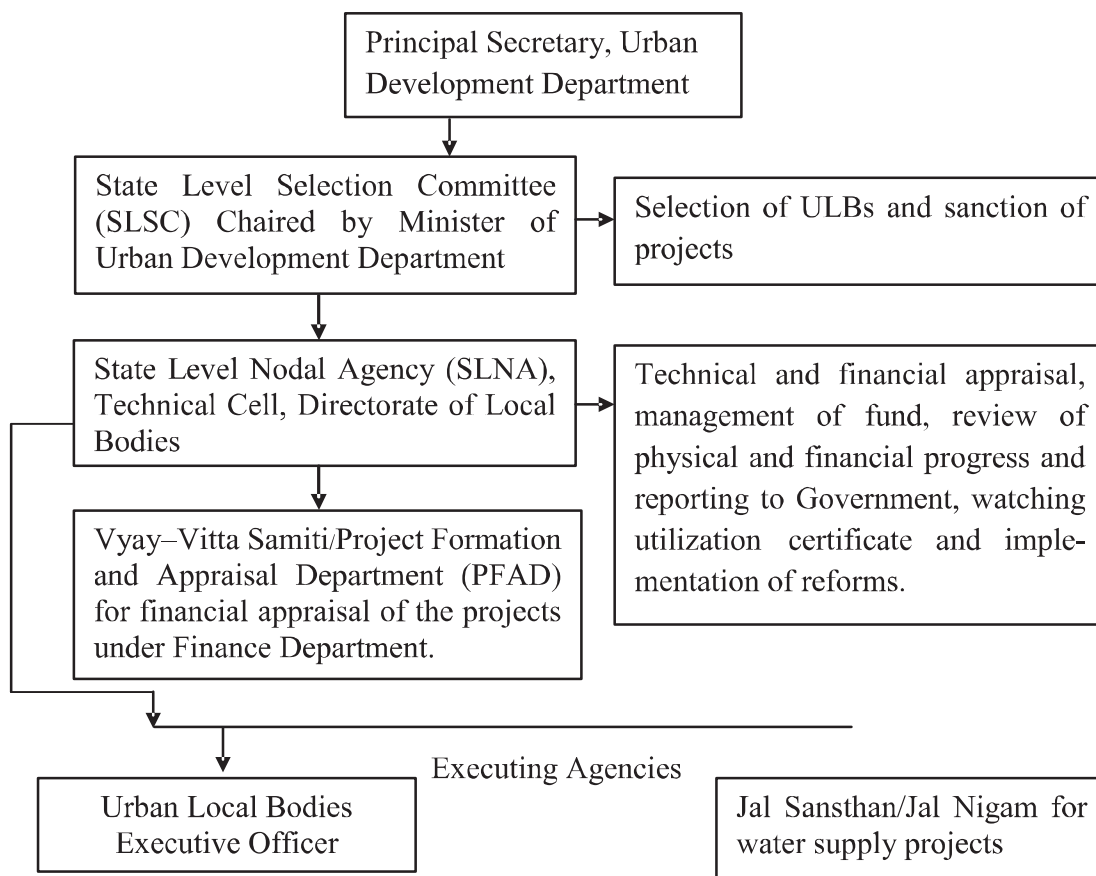 Principal Secretary, Urban
Development Department
State Level Selection Committee
(SLSC) Chaired by Minister of
Urban Development Department
Selection of ULBs and sanction of
projects
State Level Nodal Agency (SLNA),
Technical Cell, Directorate of Local
Bodies
Technical and financial appraisal,
management of fund, review of
physical and financial progress and
reporting to Government, watching
utilization certificate and imple-
mentation of reforms.
Vyay–Vitta Samiti/Project Formation
and Appraisal Department (PFAD)
for financial appraisal of the projects
under Finance Department.
Executing Agencies
Urban Local Bodies
Executive Officer
Jal Sansthan/Jal Nigam for
water supply projects